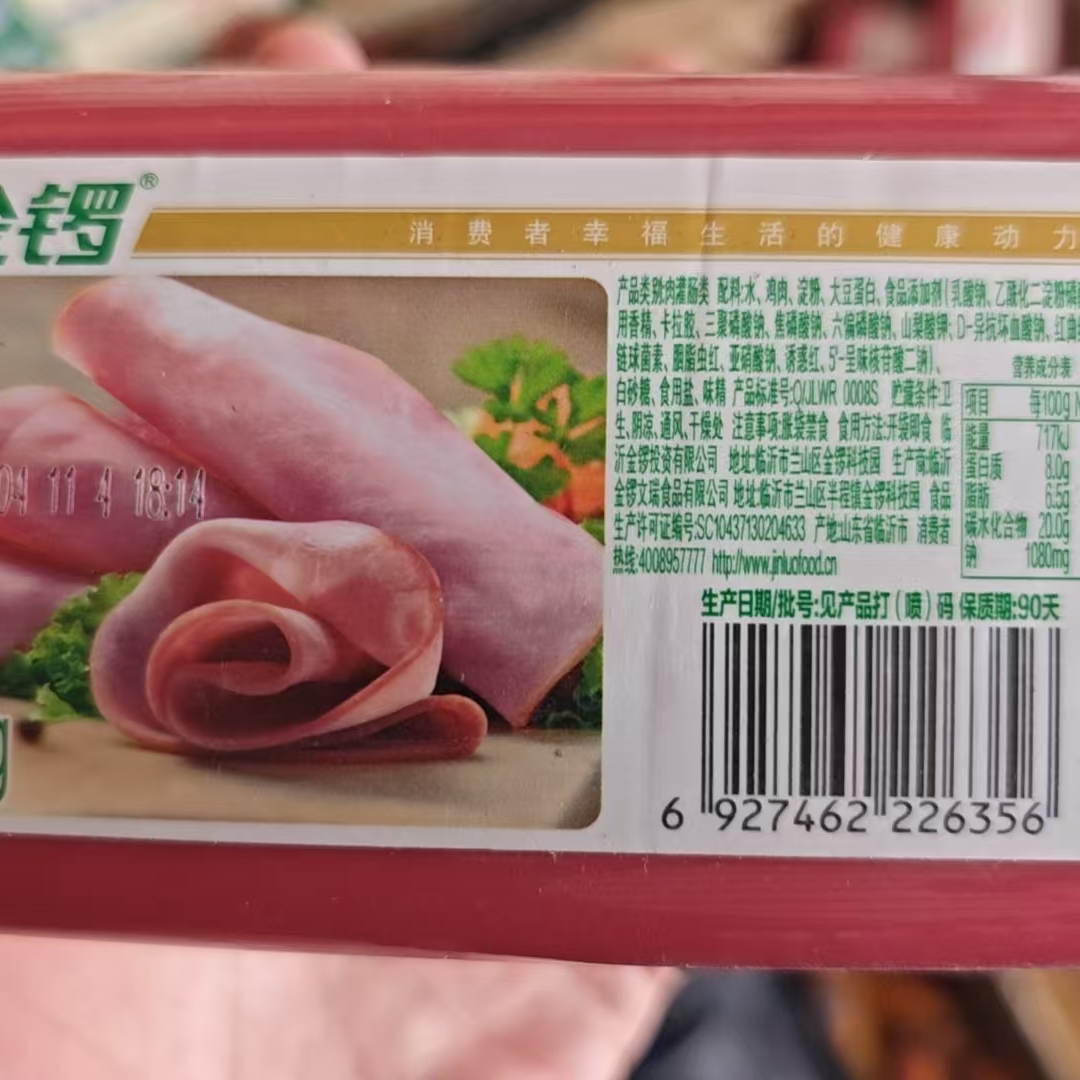 锣®
消费者幸福生活的健康动力
产品类别:肉灌肠类 配料:水、鸡肉、淀粉、大豆蛋白、食品添加剂(乳酸钠、乙酰化二淀粉磷
用香精、卡拉胶、三聚磷酸钠、焦磷酸钠、六偏磷酸钠、山梨酸钾、D-异抗坏血酸钠、红曲
链球菌素、胭脂虫红、亚硝酸钠、诱惑红、5'-呈味核苷酸二钠)、
白砂糖、食用盐、味精 产品标准号:Q/JLWR 0008S 贮藏条件:卫
生、阴凉、通风、干燥处 注意事项:胀袋禁食 食用方法:开袋即食 临
沂金锣投资有限公司 地址:临沂市兰山区金锣科技园 生产商:临沂
金锣文瑞食品有限公司 地址:临沂市兰山区半程镇金锣科技园 食品
生产许可证编号:SC10437130204633 产地:山东省临沂市 消费者
热线:4008957777 http://www.jinluofood.cn
营养成分表
项目 每100g
能量 717kJ
蛋白质 8.0g
脂肪 6.5g
碳水化合物 20.0g
钠 1080mg
生产日期/批号:见产品打(喷)码 保质期:90天
6 927462 226356
04 11 4 18:14
g